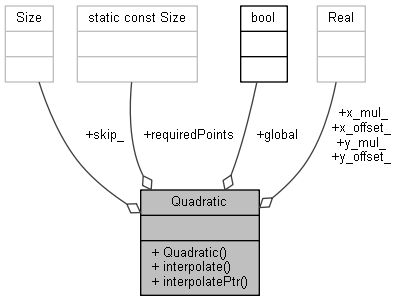 Size
static const Size
bool
Real
+skip_
+requiredPoints
+global
+x_mul_
+x_offset_
+y_mul_
+y_offset_
Quadratic
+ Quadratic()
+ interpolate()
+ interpolatePtr()